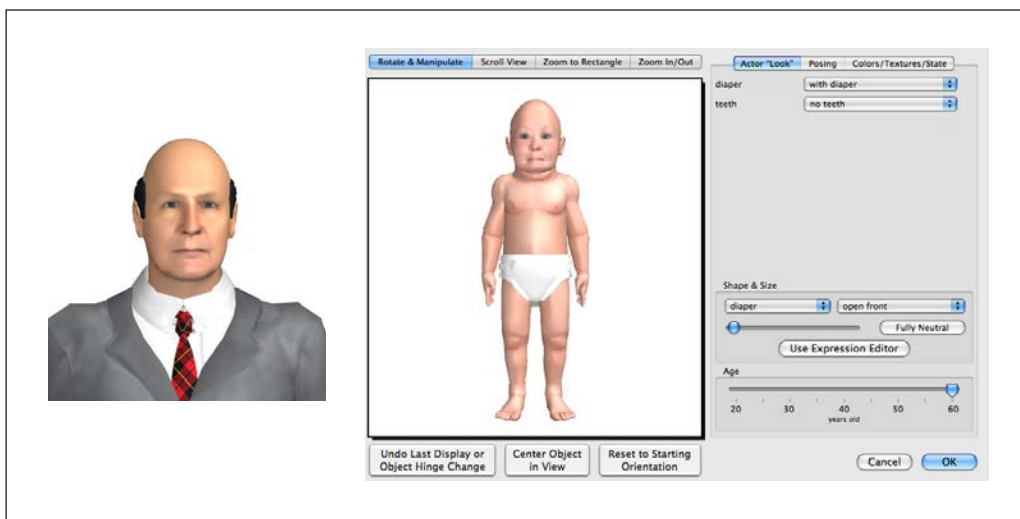 Rotate & Manipulate Scroll View Zoom to Rectangle Zoom In/Out
Actor "Look" Posing Colors/Textures/State
diaper with diaper
teeth no teeth
Shape & Size
diaper open front
Fully Neutral
Use Expression Editor
Age
20 30 40 50 60
years old
Undo Last Display or
Object Hinge Change
Center Object
in View
Reset to Starting
Orientation
Cancel OK